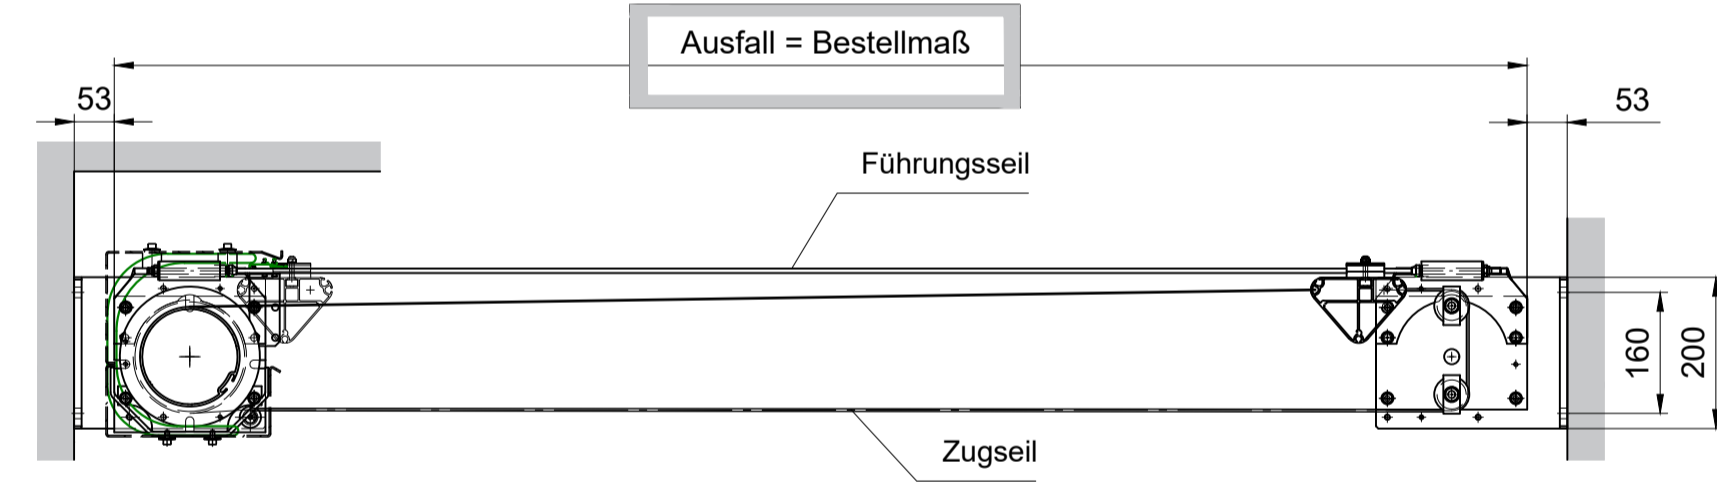 Ausfall = Bestellmaß
53
53
Führungsseil
160
200
Zugseil